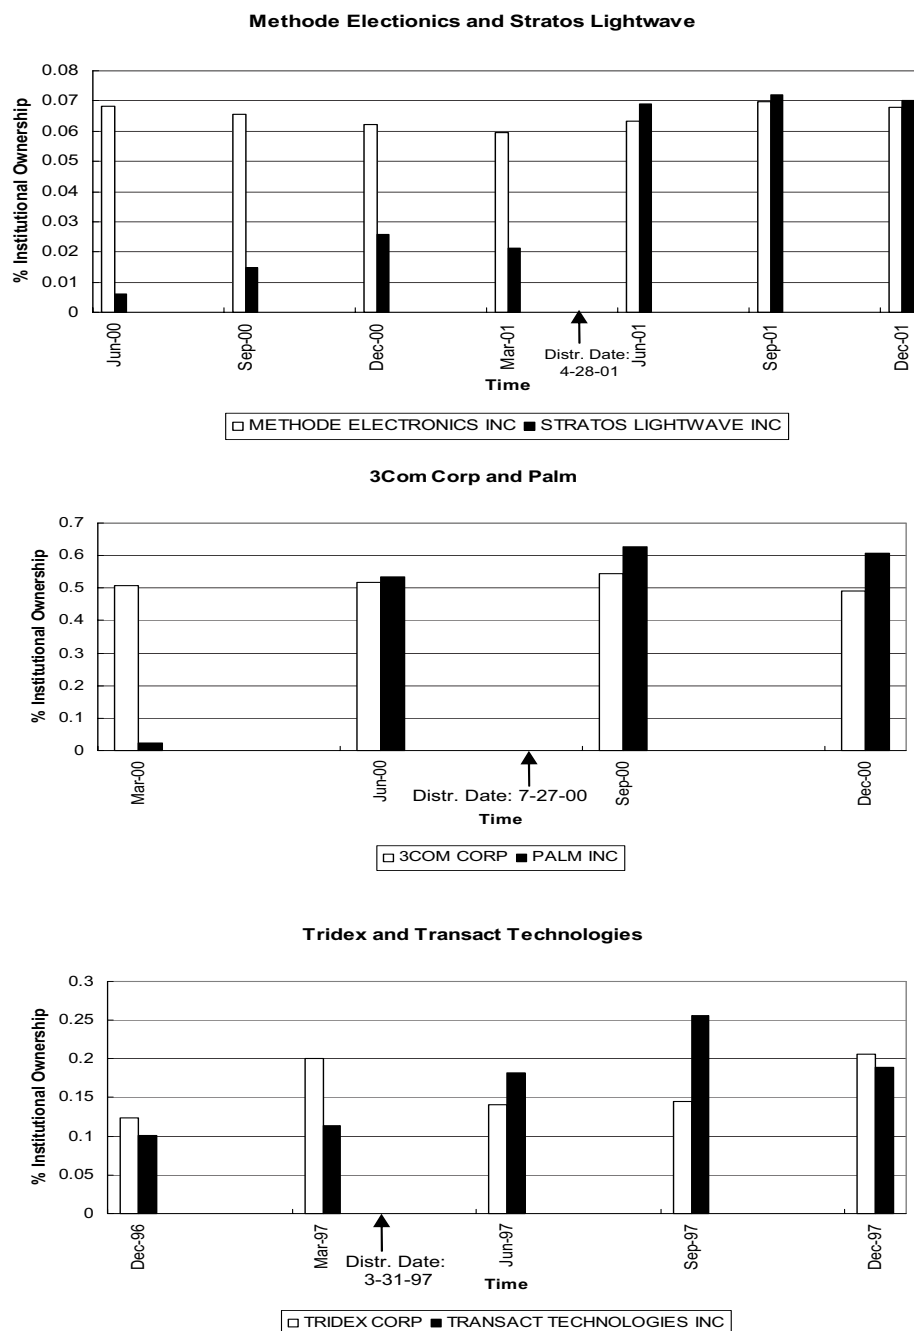 Methode Electionics and Stratos Lightwave
0.08
0.07
0.06
0.05
0.04
0.03
0.02
0.01
0
% Institutional Ownership
Jun-00
Sep-00
Dec-00
Mar-01
Jun-01
Sep-01
Dec-01
Distr. Date:
4-28-01
Time
METHODE ELECTRONICS INC STRATOS LIGHTWAVE INC
3Com Corp and Palm
0.7
0.6
0.5
0.4
0.3
0.2
0.1
0
% Institutional Ownership
Mar-00
Jun-00
Sep-00
Dec-00
Distr. Date: 7-27-00
Time
3COM CORP PALM INC
Tridex and Transact Technologies
0.3
0.25
0.2
0.15
0.1
0.05
0
% Institutional Ownership
Dec-96
Mar-97
Jun-97
Sep-97
Dec-97
Distr. Date:
3-31-97
Time
TRIDEX CORP TRANSACT TECHNOLOGIES INC